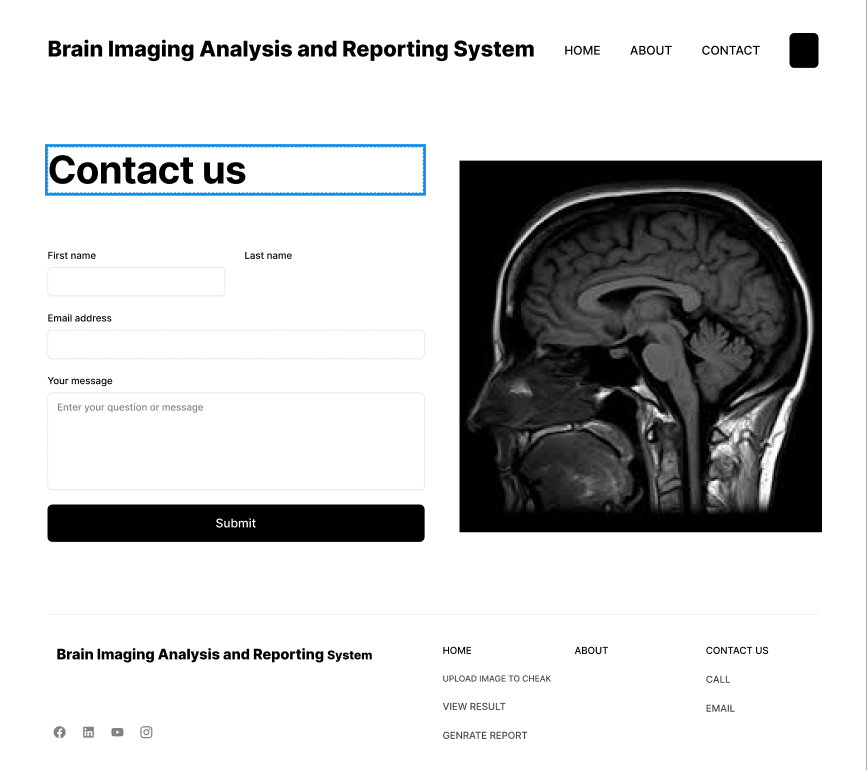 Brain Imaging Analysis and Reporting System
HOME ABOUT CONTACT
Contact us
First name Last name
Email address
Your message
Enter your question or message
Submit
Brain Imaging Analysis and Reporting System
HOME ABOUT CONTACT US
UPLOAD IMAGE TO CHEAK CALL
VIEW RESULT EMAIL
GENRATE REPORT